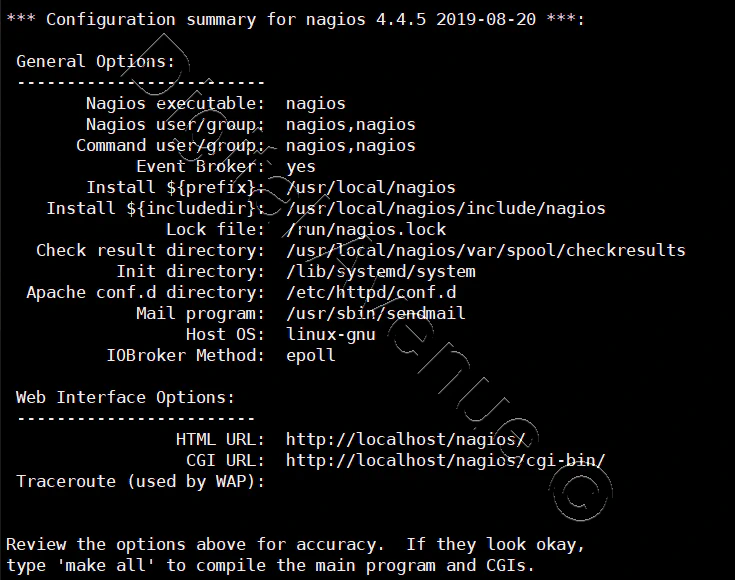 *** Configuration summary for nagios 4.4.5 2019-08-20 ***:
General Options:
-------------------------
Nagios executable:  nagios
Nagios user/group:  nagios,nagios
Command user/group:  nagios,nagios
Event Broker:  yes
Install ${prefix}:  /usr/local/nagios
Install ${includedir}:  /usr/local/nagios/include/nagios
Lock file:  /run/nagios.lock
Check result directory:  /usr/local/nagios/var/spool/checkresults
Init directory:  /lib/systemd/system
Apache conf.d directory:  /etc/httpd/conf.d
Mail program:  /usr/sbin/sendmail
Host OS:  linux-gnu
IOBroker Method:  epoll
Web Interface Options:
------------------------
HTML URL:  http://localhost/nagios/
CGI URL:  http://localhost/nagios/cgi-bin/
Traceroute (used by WAP):
Review the options above for accuracy.  If they look okay,
type 'make all' to compile the main program and CGIs.